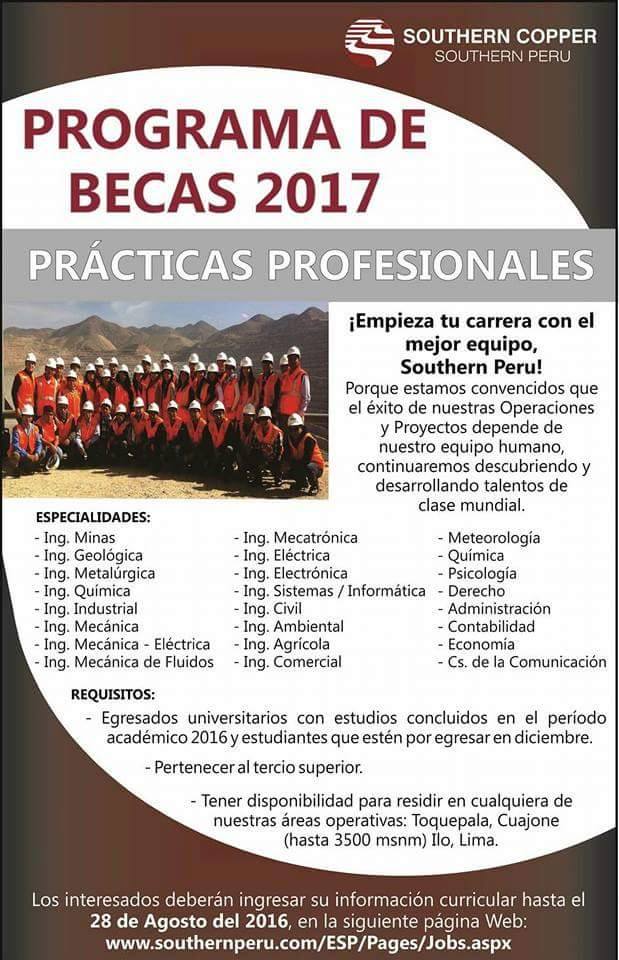 SOUTHERN COPPER
SOUTHERN PERU
PROGRAMA DE
BECAS 2017
PRÁCTICAS PROFESIONALES
¡Empieza tu carrera con el
mejor equipo,
Southern Peru!
Porque estamos convencidos que
el éxito de nuestras Operaciones
y Proyectos depende de
nuestro equipo humano,
continuaremos descubriendo y
desarrollando talentos de
clase mundial.
ESPECIALIDADES:
- Ing. Minas
- Ing. Geológica
- Ing. Metalúrgica
- Ing. Química
- Ing. Industrial
- Ing. Mecánica
- Ing. Mecánica - Eléctrica
- Ing. Mecánica de Fluidos
- Ing. Mecatrónica
- Ing. Eléctrica
- Ing. Electrónica
- Ing. Sistemas / Informática
- Ing. Civil
- Ing. Ambiental
- Ing. Agrícola
- Ing. Comercial
- Meteorología
- Química
- Psicología
- Derecho
- Administración
- Contabilidad
- Economía
- Cs. de la Comunicación
REQUISITOS:
- Egresados universitarios con estudios concluidos en el período
académico 2016 y estudiantes que estén por egresar en diciembre.
- Pertenecer al tercio superior.
- Tener disponibilidad para residir en cualquiera de
nuestras áreas operativas: Toquepala, Cuajone
(hasta 3500 msnm) Ilo, Lima.
Los interesados deberán ingresar su información curricular hasta el
28 de Agosto del 2016, en la siguiente página Web:
www.southernperu.com/ESP/Pages/Jobs.aspx